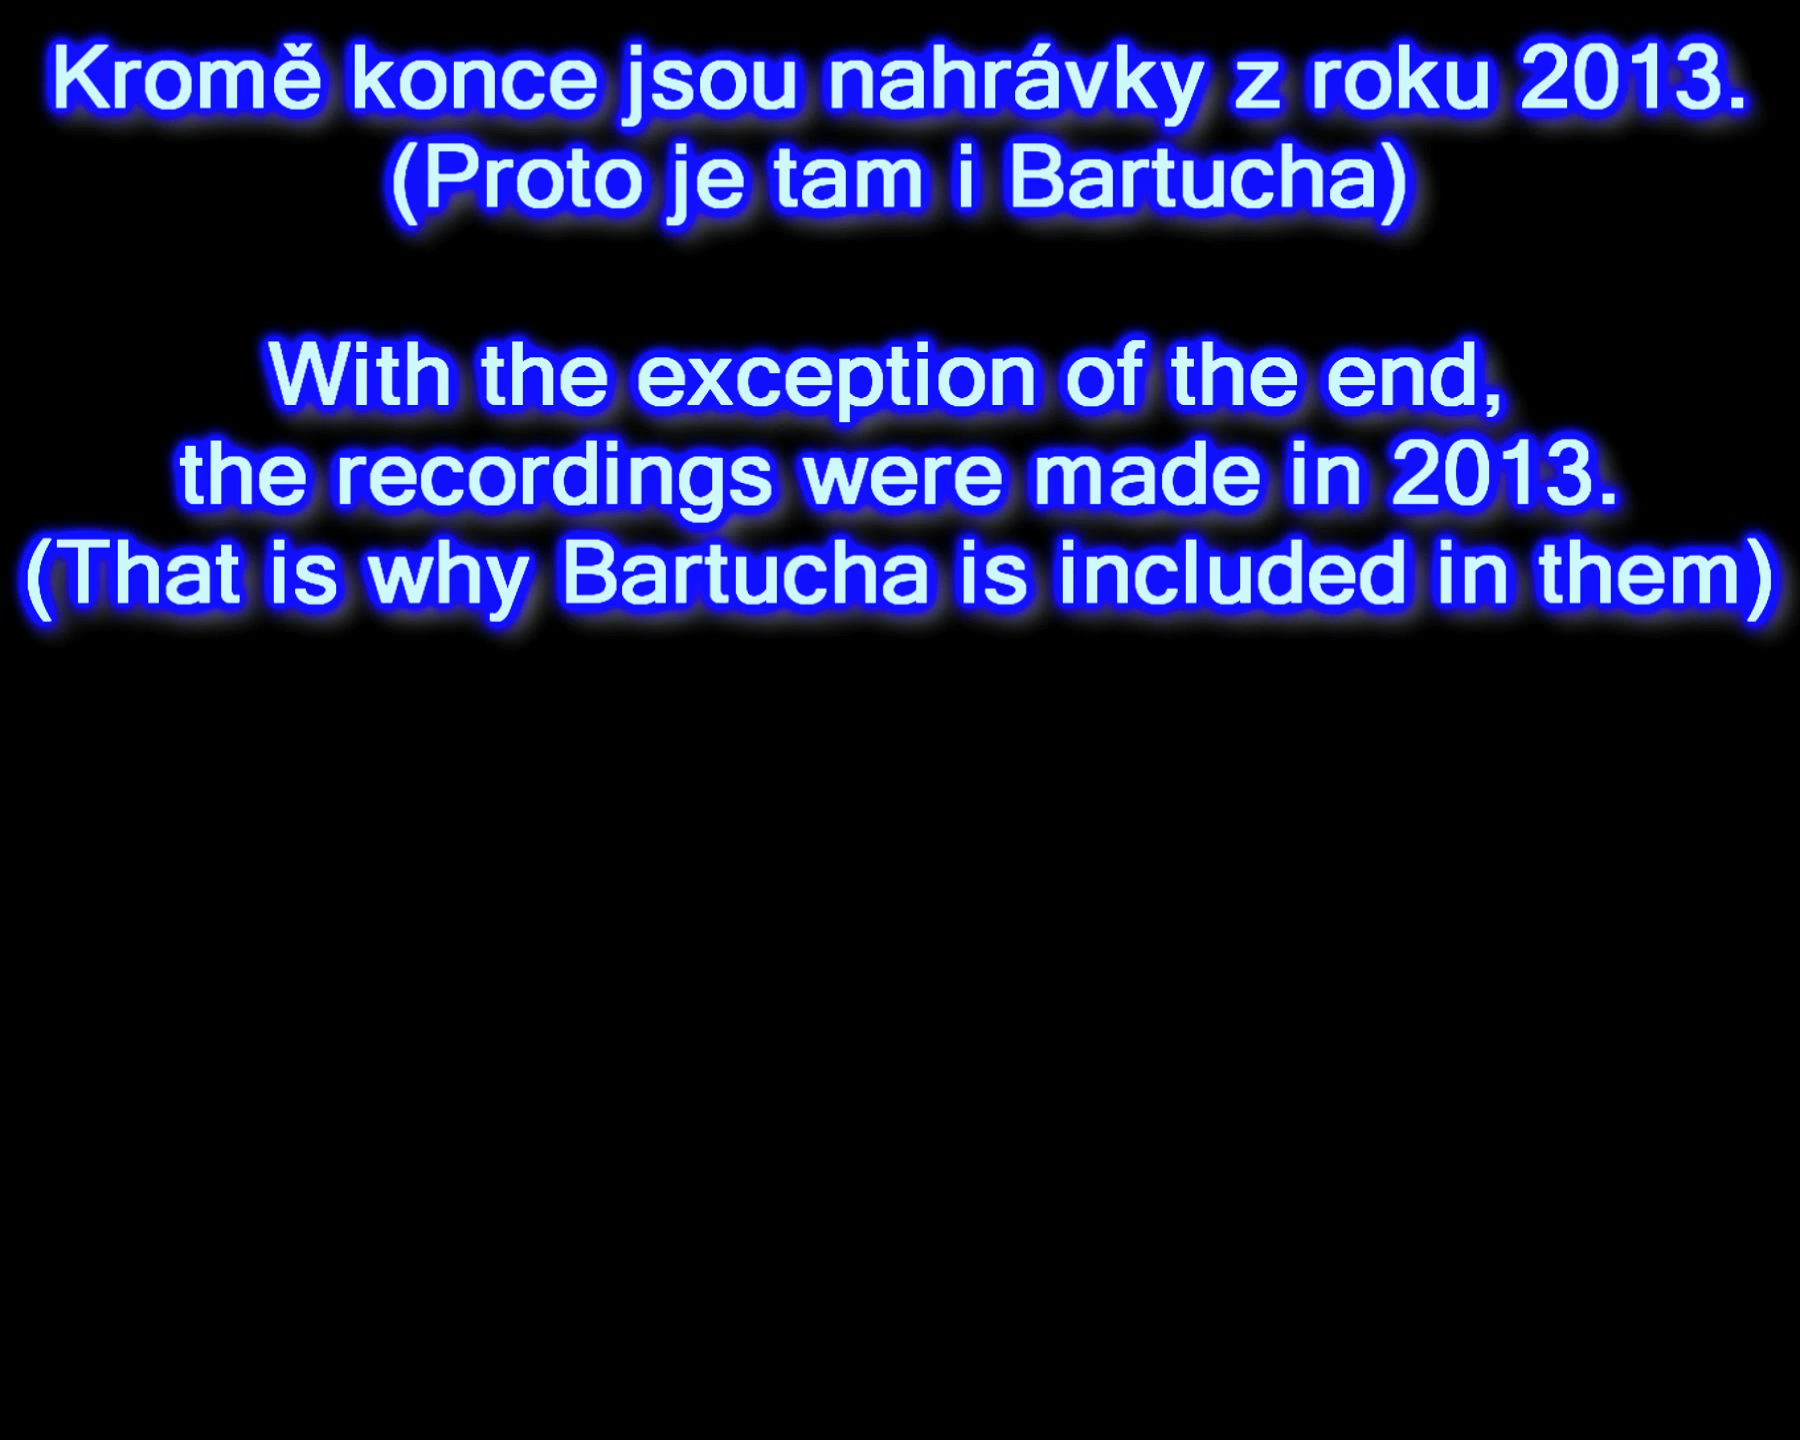 Kromě konce jsou nahrávky z roku 2013.
(Proto je tam i Bartucha)
With the exception of the end,
the recordings were made in 2013.
(That is why Bartucha is included in them)